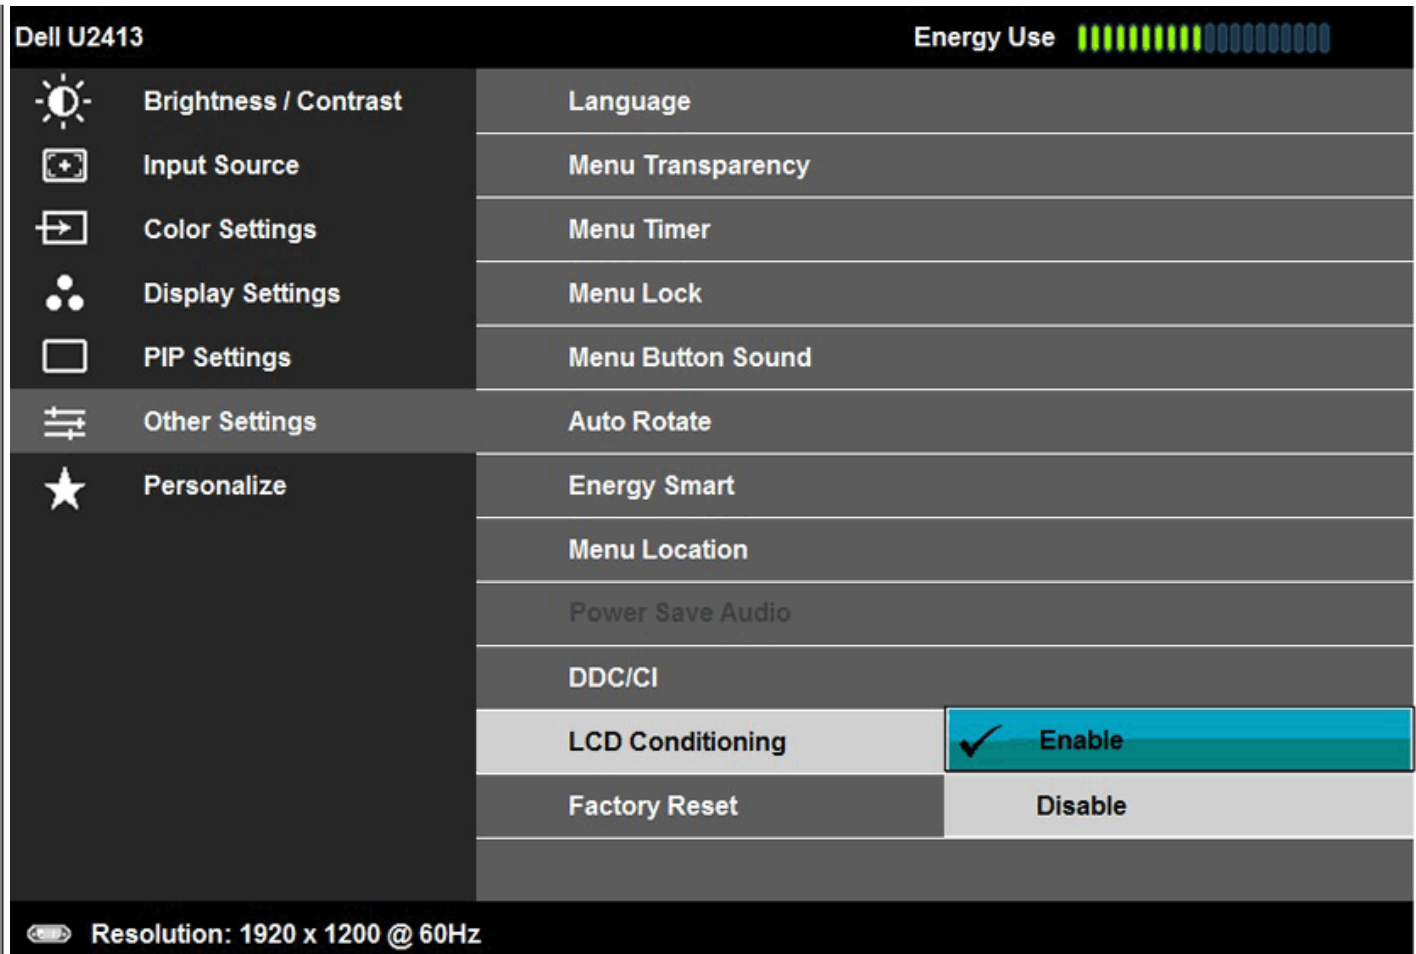 Dell U2413
Energy Use
Brightness / Contrast
Input Source
Color Settings
Display Settings
PIP Settings
Other Settings
Personalize
Language
Menu Transparency
Menu Timer
Menu Lock
Menu Button Sound
Auto Rotate
Energy Smart
Menu Location
Power Save Audio
DDC/CI
LCD Conditioning
Enable
Factory Reset
Disable
Resolution: 1920 x 1200 @ 60Hz